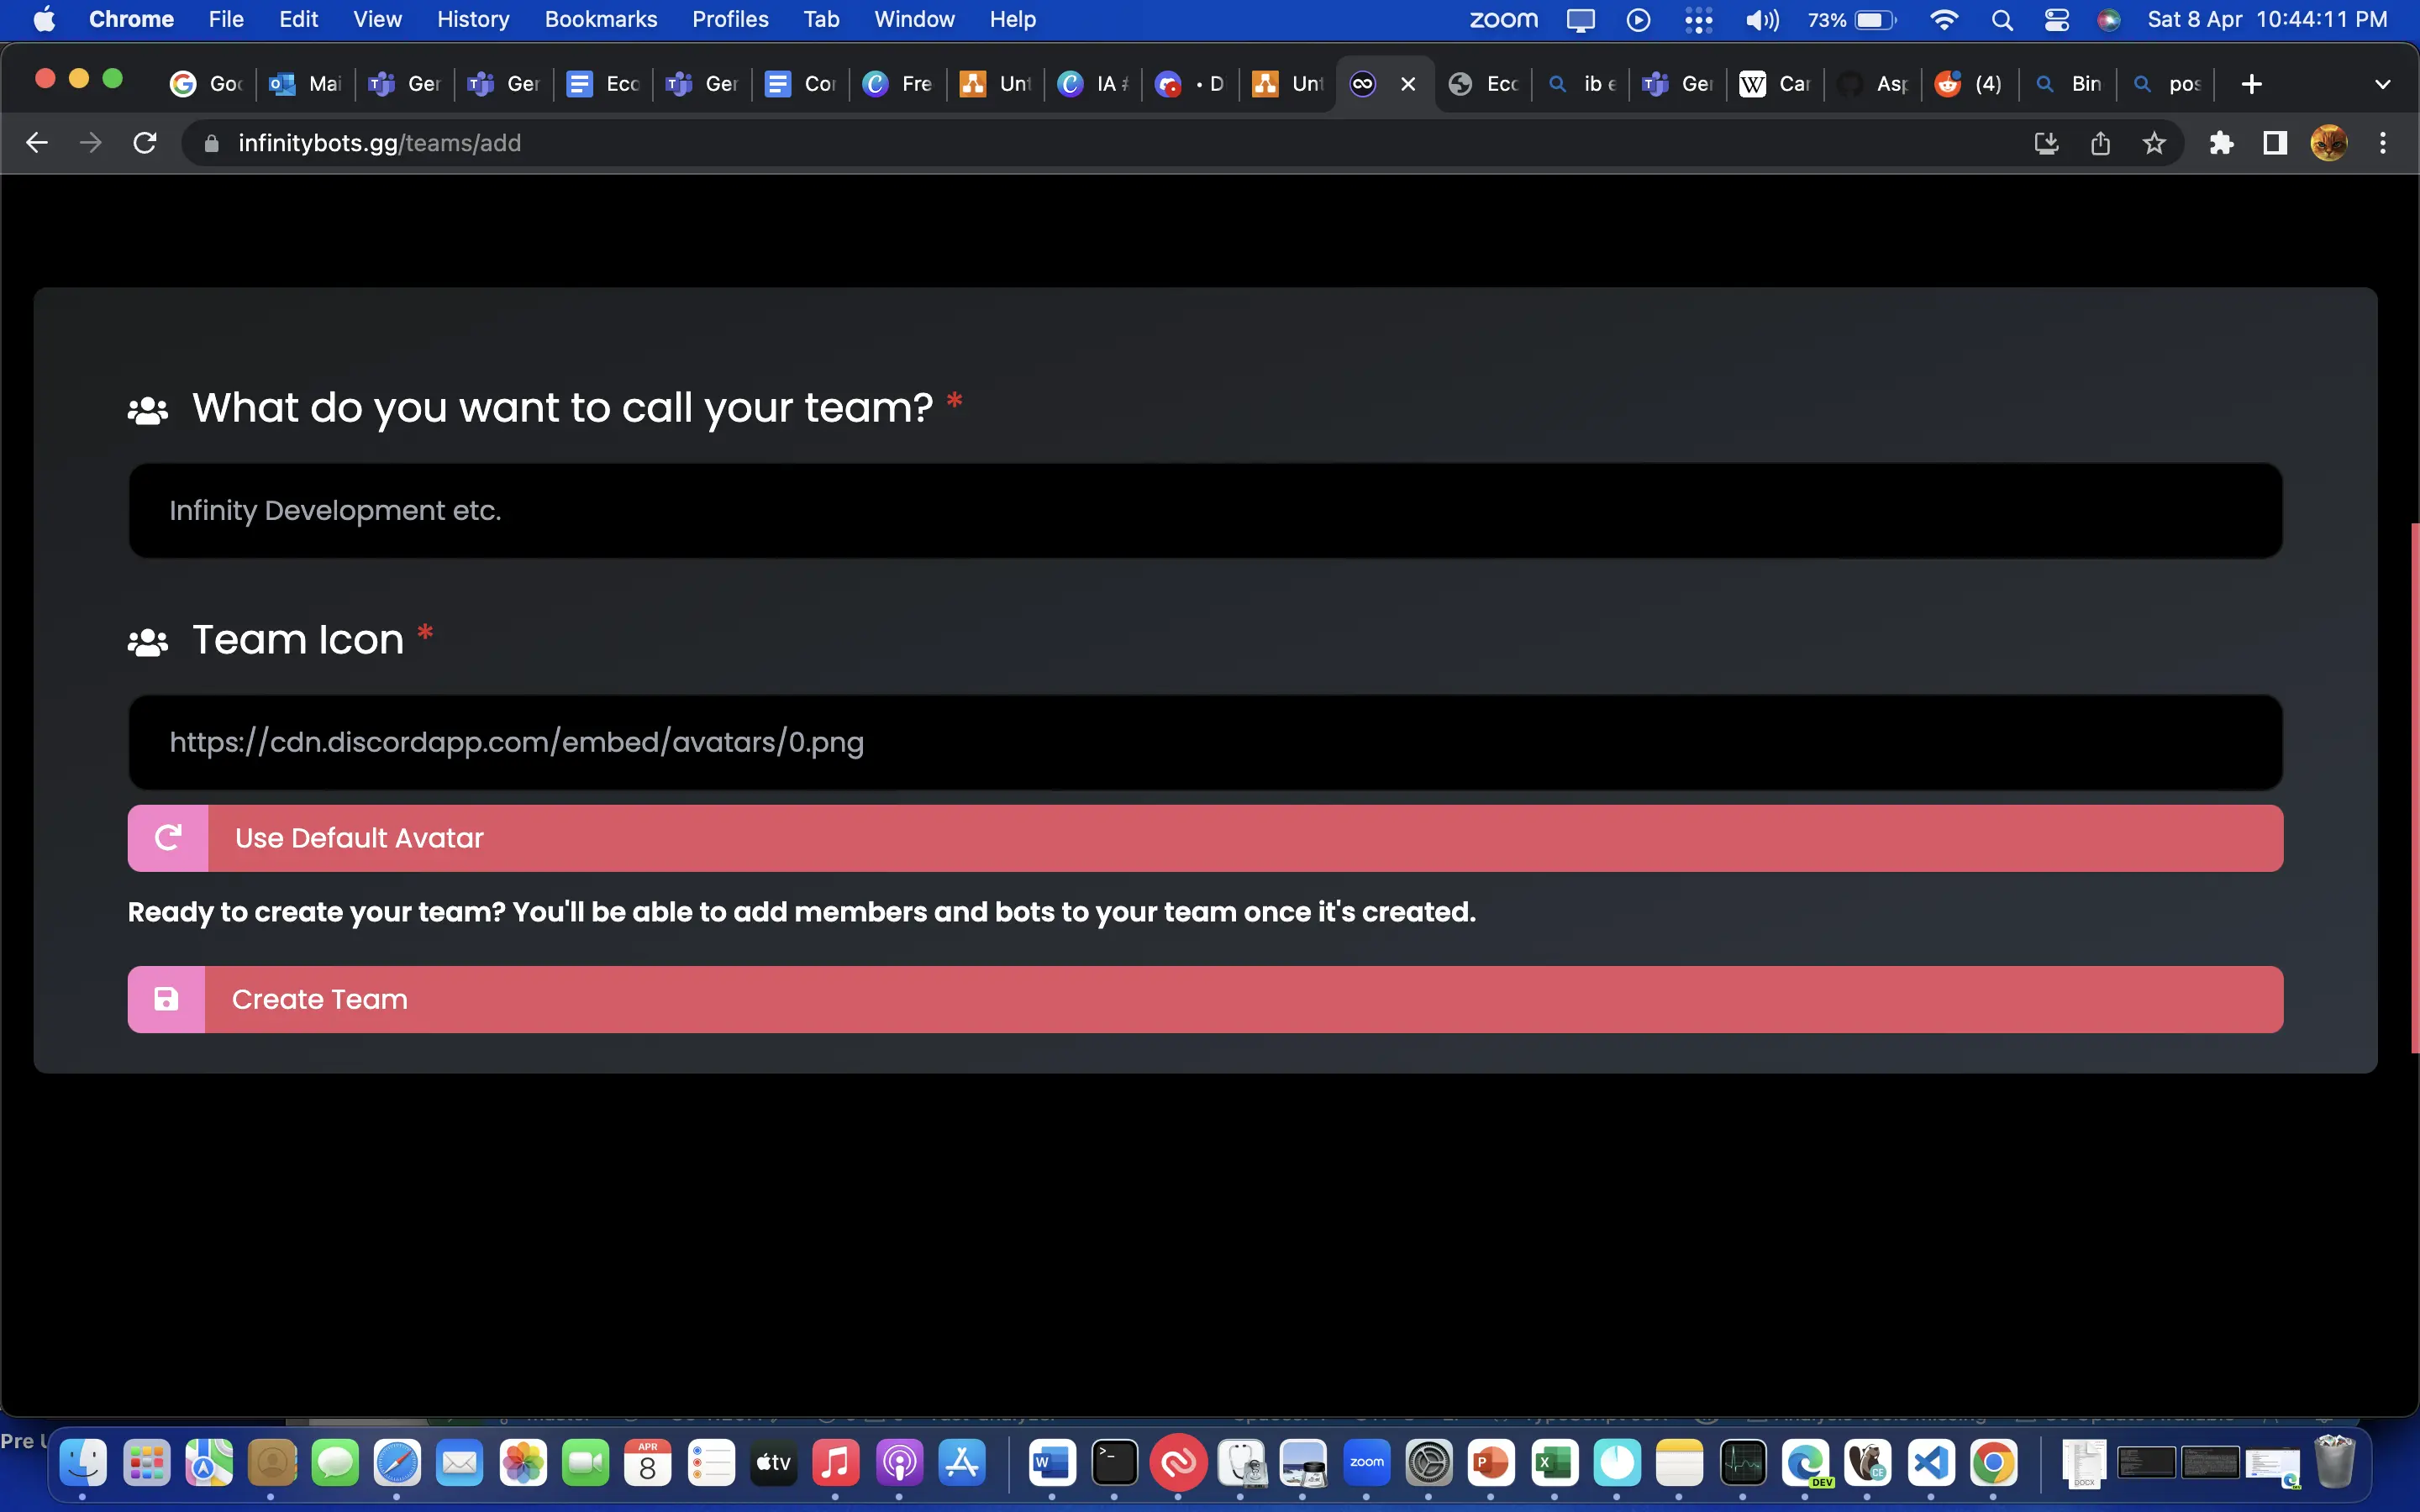 Chrome File Edit View History Bookmarks Profiles Tab Window Help zoom 73% Sat 8 Apr 10:44:11 PM
Goo Mai Ger Ger Eco Ger Cor Fre Unt IA # • D Unt Ecc ib e Ger W Car Asp (4) Bin pos
infinitybots.gg/teams/add
What do you want to call your team? *
Infinity Development etc.
Team Icon *
https://cdn.discordapp.com/embed/avatars/0.png
Use Default Avatar
Ready to create your team? You'll be able to add members and bots to your team once it's created.
Create Team
Pre
APR
8
tv
zoom
DEV
CE
DOCX